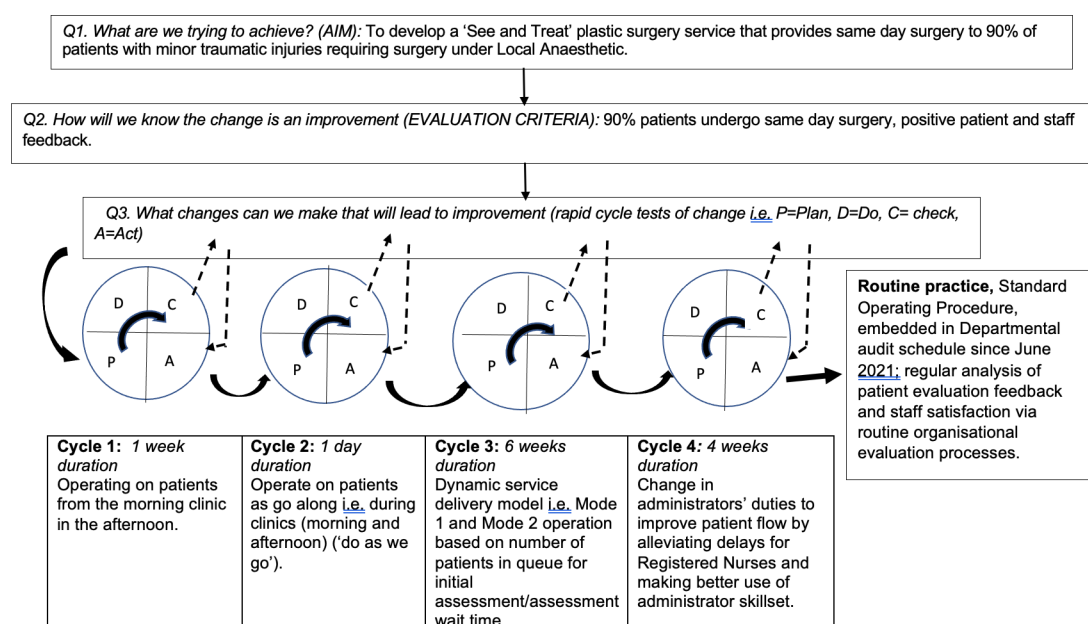 Q1. What are we trying to achieve? (AIM): To develop a ‘See and Treat’ plastic surgery service that provides same day surgery to 90% of
patients with minor traumatic injuries requiring surgery under Local Anaesthetic.
Q2. How will we know the change is an improvement (EVALUATION CRITERIA): 90% patients undergo same day surgery, positive patient and staff
feedback.
Q3. What changes can we make that will lead to improvement (rapid cycle tests of change i.e. P=Plan, D=Do, C= check,
A=Act)
D C
P A
D C
P A
D C
P A
D C
P A
Routine practice, Standard
Operating Procedure,
embedded in Departmental
audit schedule since June
2021; regular analysis of
patient evaluation feedback
and staff satisfaction via
routine organisational
evaluation processes.
Cycle 1: 1 week
duration
Operating on patients
from the morning clinic
in the afternoon.
Cycle 2: 1 day
duration
Operate on patients
as go along i.e. during
clinics (morning and
afternoon) (‘do as we
go’).
Cycle 3: 6 weeks
duration
Dynamic service
delivery model i.e. Mode
1 and Mode 2 operation
based on number of
patients in queue for
initial
assessment/assessment
wait time
Cycle 4: 4 weeks
duration
Change in
administrators’ duties to
improve patient flow by
alleviating delays for
Registered Nurses and
making better use of
administrator skillset.